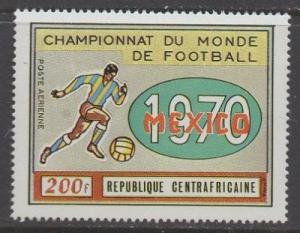 CHAMPIONNAT DU MONDE
DE FOOTBALL
POSTE AERIENNE
1970
MEXICO
200F
REPUBLIQUE CENTRAFRICAINE